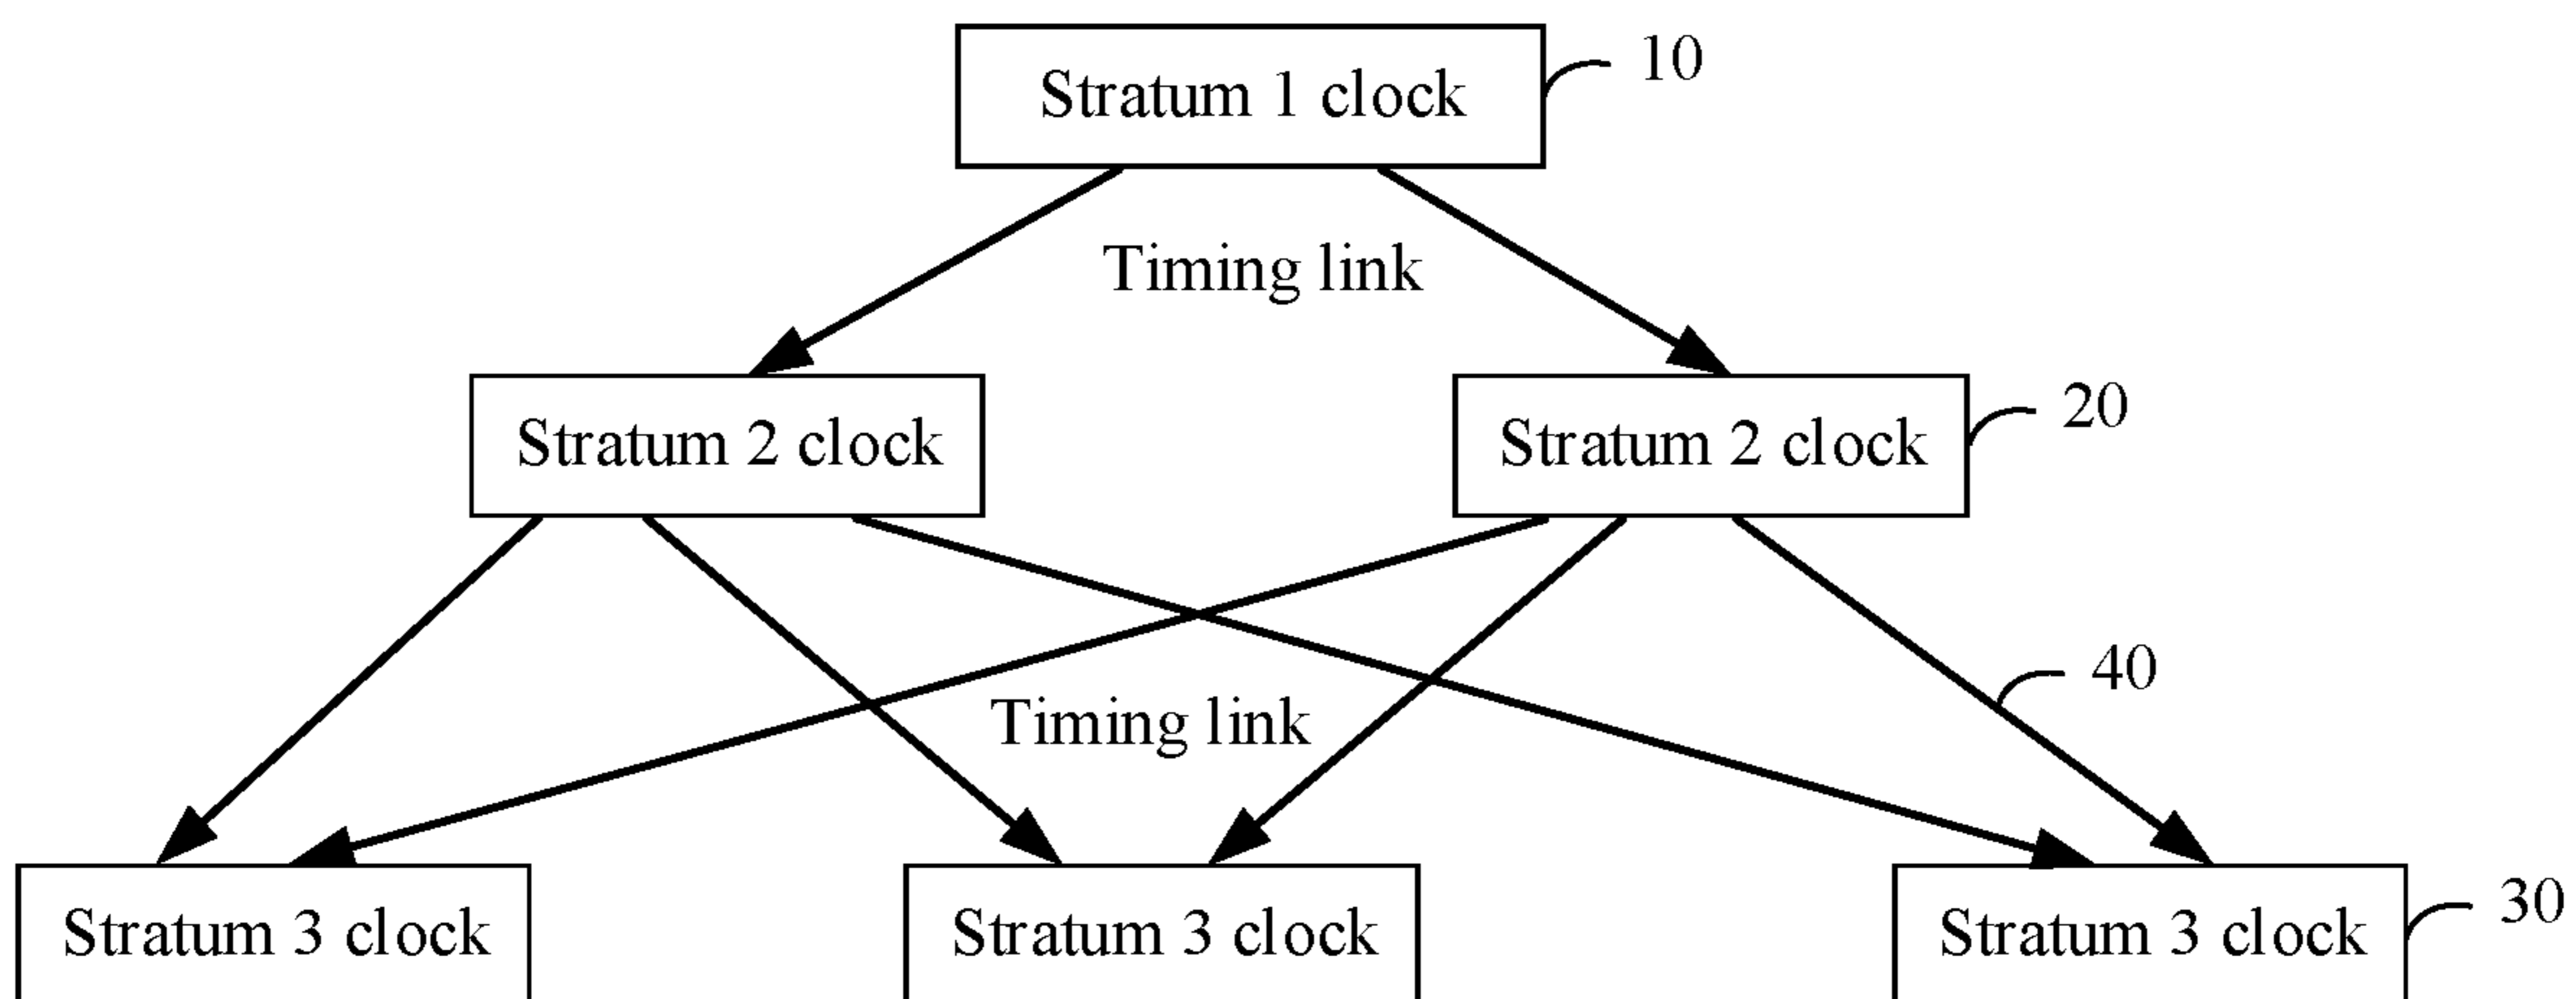 Stratum 1 clock
10
Timing link
Stratum 2 clock
Stratum 2 clock
20
40
Timing link
Stratum 3 clock
Stratum 3 clock
Stratum 3 clock
30